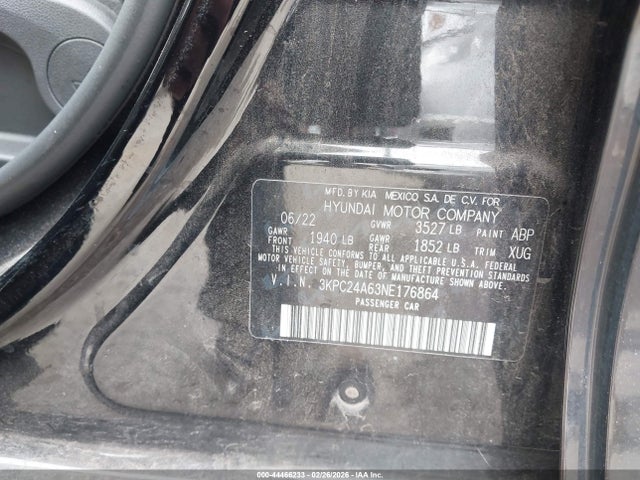 MFD. BY KIA MEXICO S.A. DE C.V. FOR
HYUNDAI MOTOR COMPANY
06/22 GVWR 3527 LB PAINT ABP
GAWR FRONT 1940 LB GAWR REAR 1852 LB TRIM XUG
THIS VEHICLE CONFORMS TO ALL APPLICABLE U.S.A. FEDERAL
MOTOR VEHICLE SAFETY, BUMPER, AND THEFT PREVENTION
STANDARDS IN EFFECT ON THE DATE OF MANUFACTURE SHOWN ABOVE.
V.I.N. 3KPC24A63NE176864
PASSENGER CAR
000-44466233 - 02/26/2026 - IAAI.COM